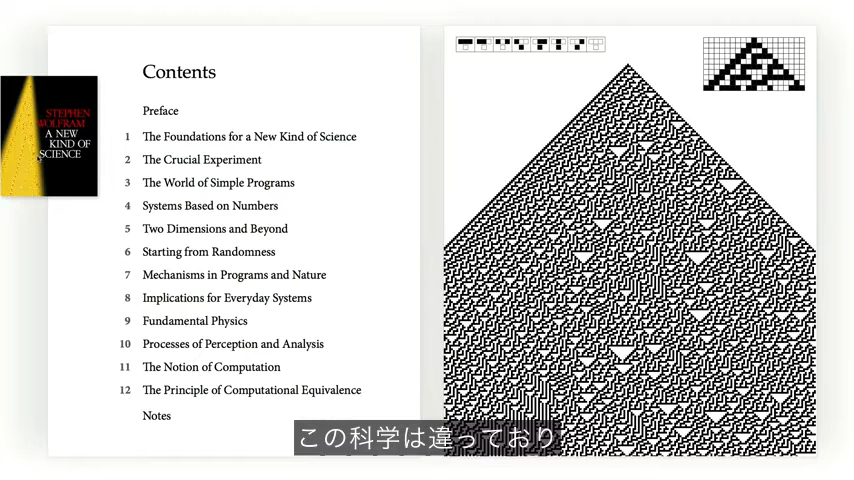 Contents
Preface
1 The Foundations for a New Kind of Science
2 The Crucial Experiment
3 The World of Simple Programs
4 Systems Based on Numbers
5 Two Dimensions and Beyond
6 Starting from Randomness
7 Mechanisms in Programs and Nature
8 Implications for Everyday Systems
9 Fundamental Physics
10 Processes of Perception and Analysis
11 The Notion of Computation
12 The Principle of Computational Equivalence
Notes
STEPHEN
WOLFRAM
A NEW
KIND OF
SCIENCE
この科学は違っており